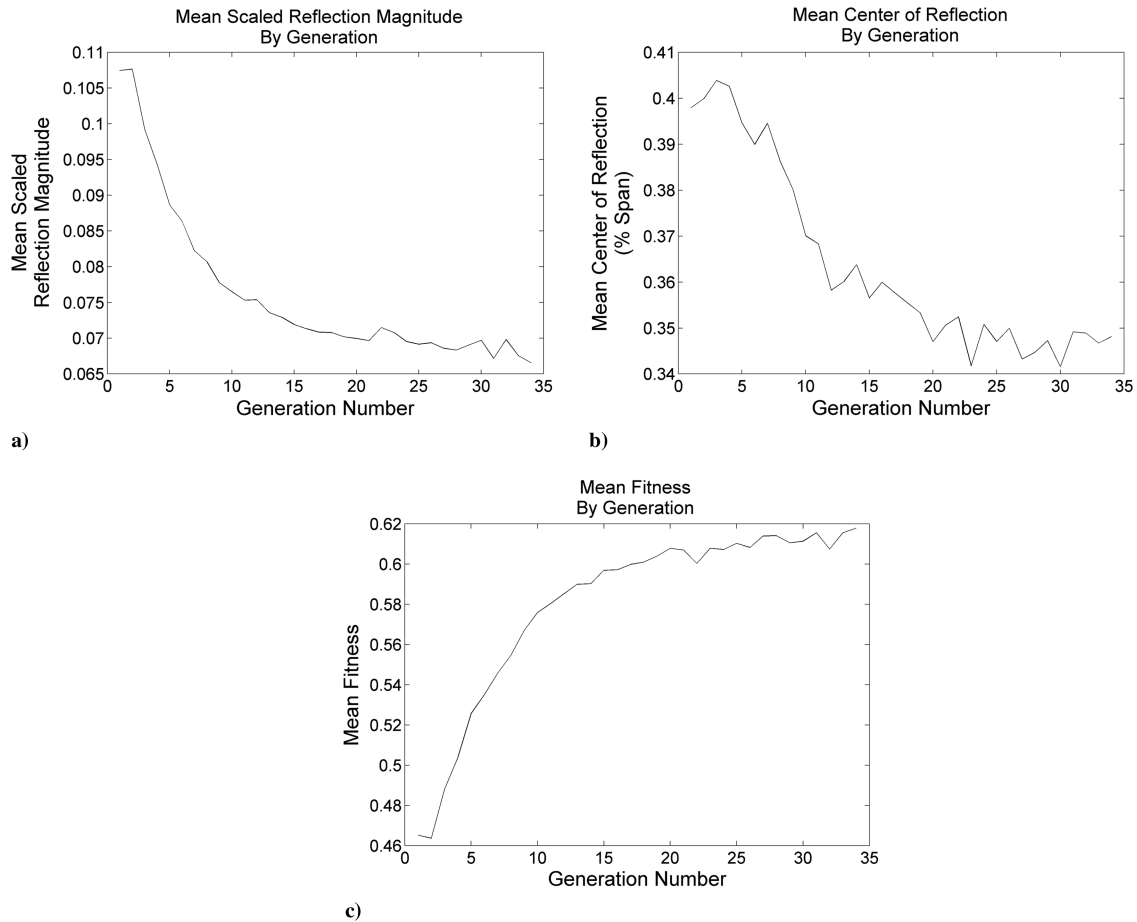 Mean Scaled Reflection Magnitude
By Generation
0.11
0.105
0.1
0.095
0.09
0.085
0.08
0.075
0.07
0.065
0 5 10 15 20 25 30 35
Mean Scaled
Reflection Magnitude
Generation Number
a)
Mean Center of Reflection
By Generation
0.41
0.4
0.39
0.38
0.37
0.36
0.35
0.34
0 5 10 15 20 25 30 35
Mean Center of Reflection
(% Span)
Generation Number
b)
Mean Fitness
By Generation
0.62
0.6
0.58
0.56
0.54
0.52
0.5
0.48
0.46
0 5 10 15 20 25 30 35
Mean Fitness
Generation Number
c)